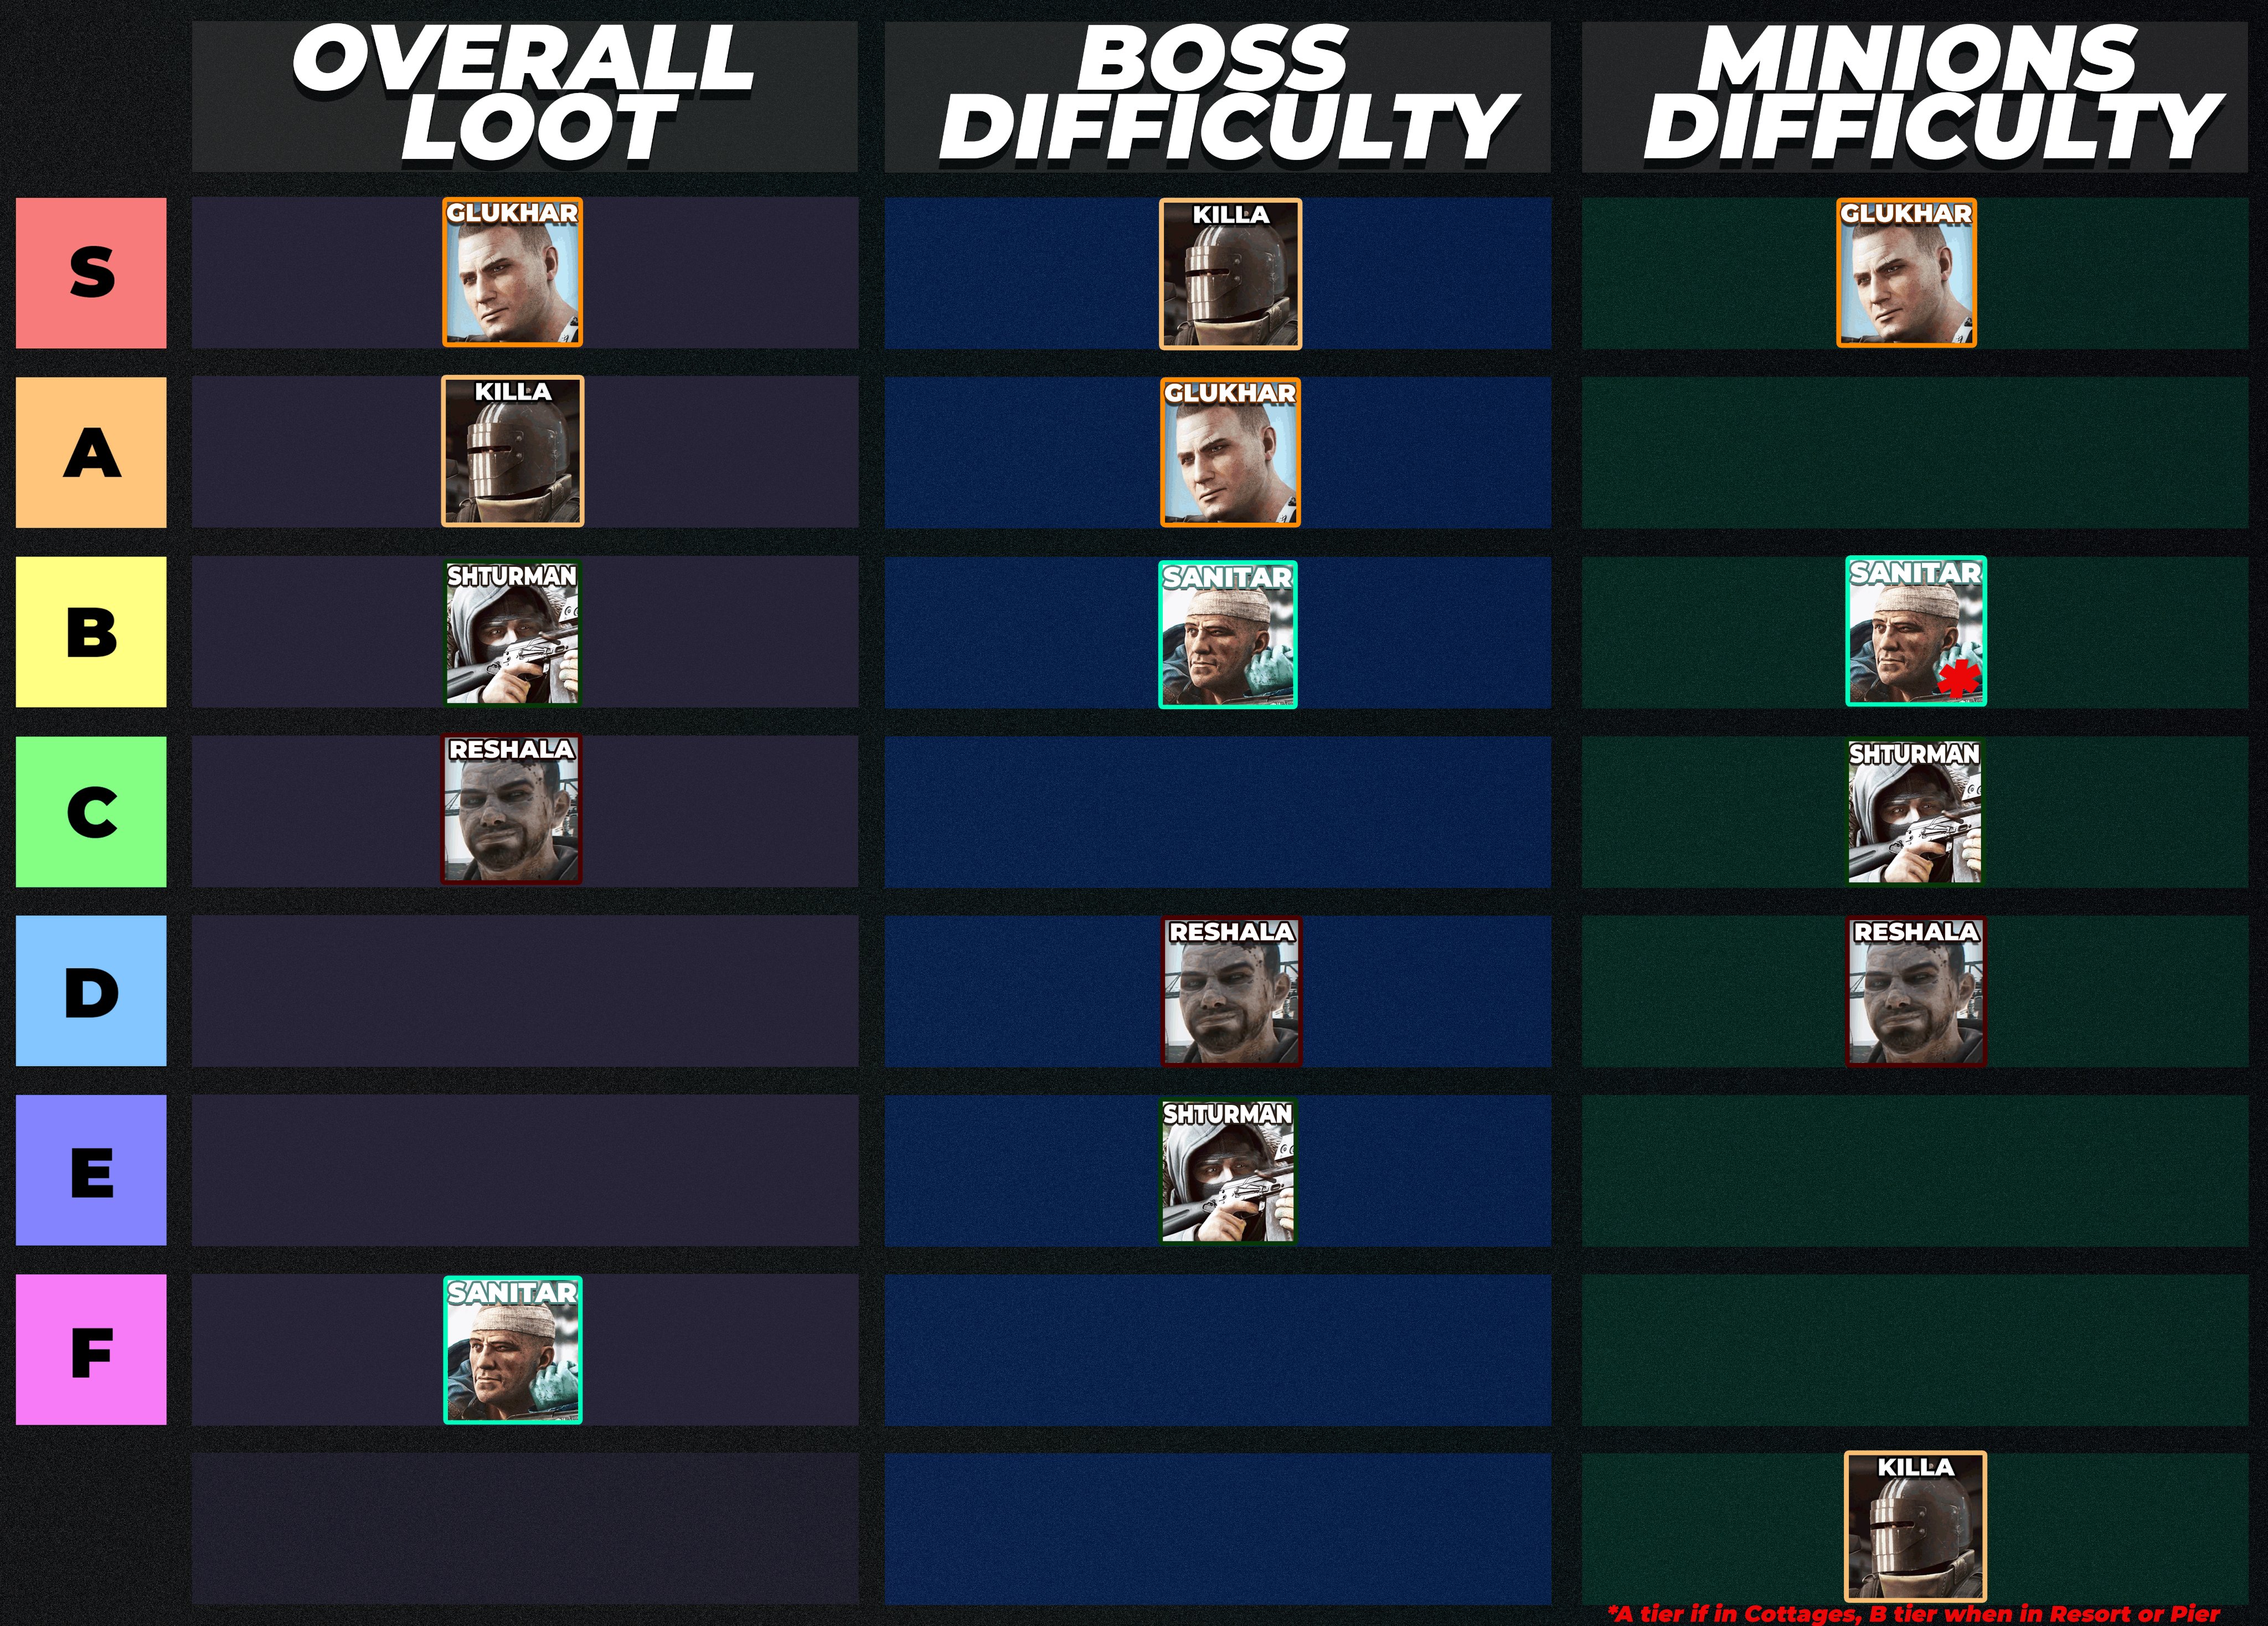 OVERALL
LOOT
BOSS
DIFFICULTY
MINIONS
DIFFICULTY
S
GLUKHAR
KILLA
GLUKHAR
A
KILLA
GLUKHAR
B
SHTURMAN
SANITAR
SANITAR
C
RESHALA
SHTURMAN
D
RESHALA
RESHALA
E
SHTURMAN
F
SANITAR
KILLA
*A tier if in Cottages, B tier when in Resort or Pier